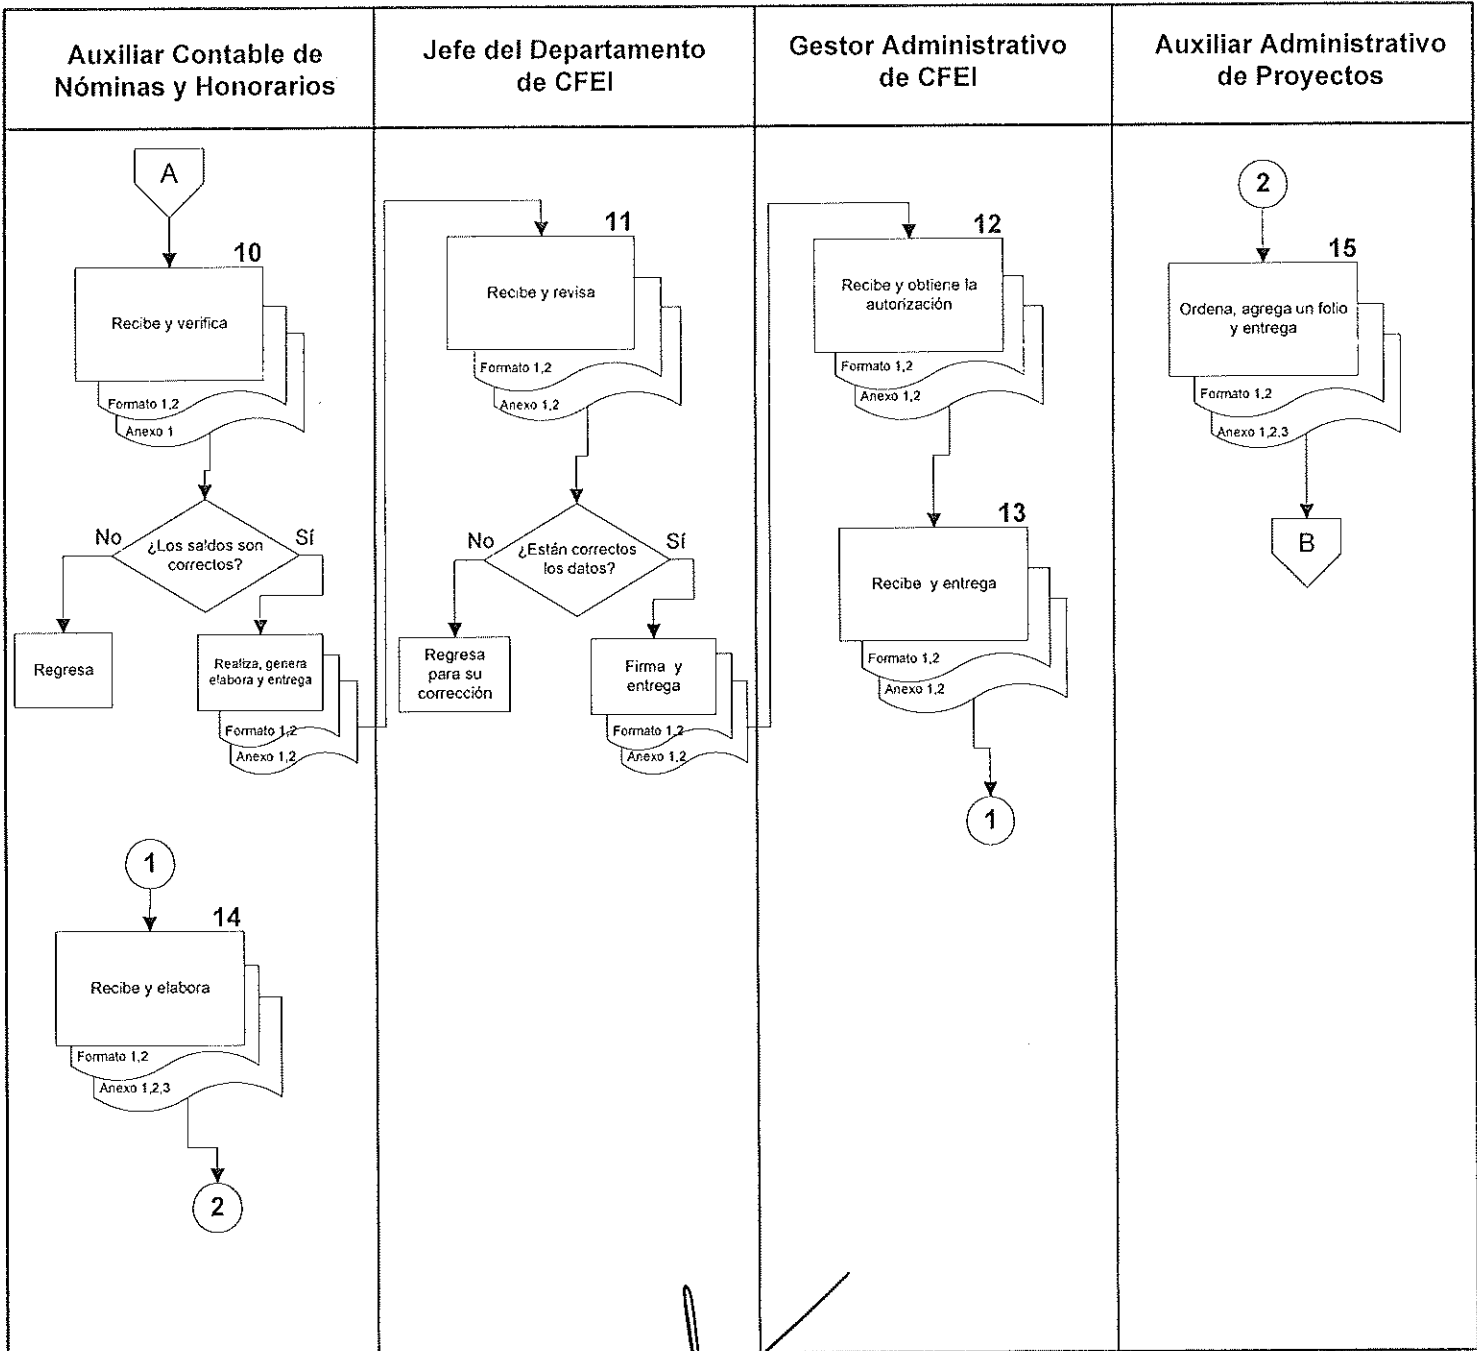 Auxiliar Contable de
Nóminas y Honorarios
Jefe del Departamento
de CFEI
Gestor Administrativo
de CFEI
Auxiliar Administrativo
de Proyectos
A
10
Recibe y verifica
Formato 1,2
Anexo 1
¿Los saldos son
correctos?
No
Sí
Regresa
Realiza, genera
elabora y entrega
Formato 1,2
Anexo 1,2
1
14
Recibe y elabora
Formato 1,2
Anexo 1,2,3
2
11
Recibe y revisa
Formato 1,2
Anexo 1,2
¿Están correctos
los datos?
No
Sí
Regresa
para su
corrección
Firma y
entrega
Formato 1,2
Anexo 1,2
12
Recibe y obtiene la
autorización
Formato 1,2
Anexo 1,2
13
Recibe y entrega
Formato 1,2
Anexo 1,2
1
2
15
Ordena, agrega un folio
y entrega
Formato 1,2
Anexo 1,2,3
B